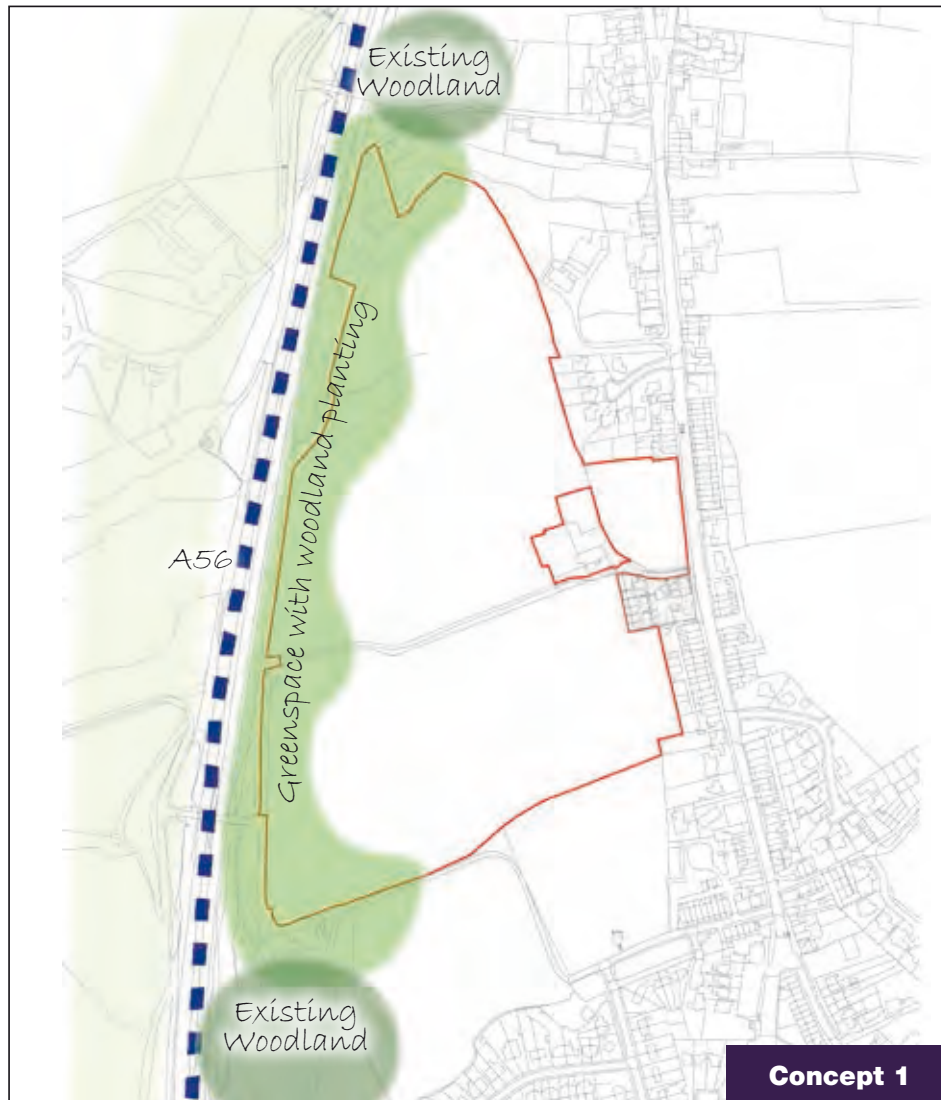 Existing
Woodland
Greenspace with woodland planting
A56
Existing
Woodland
Concept 1